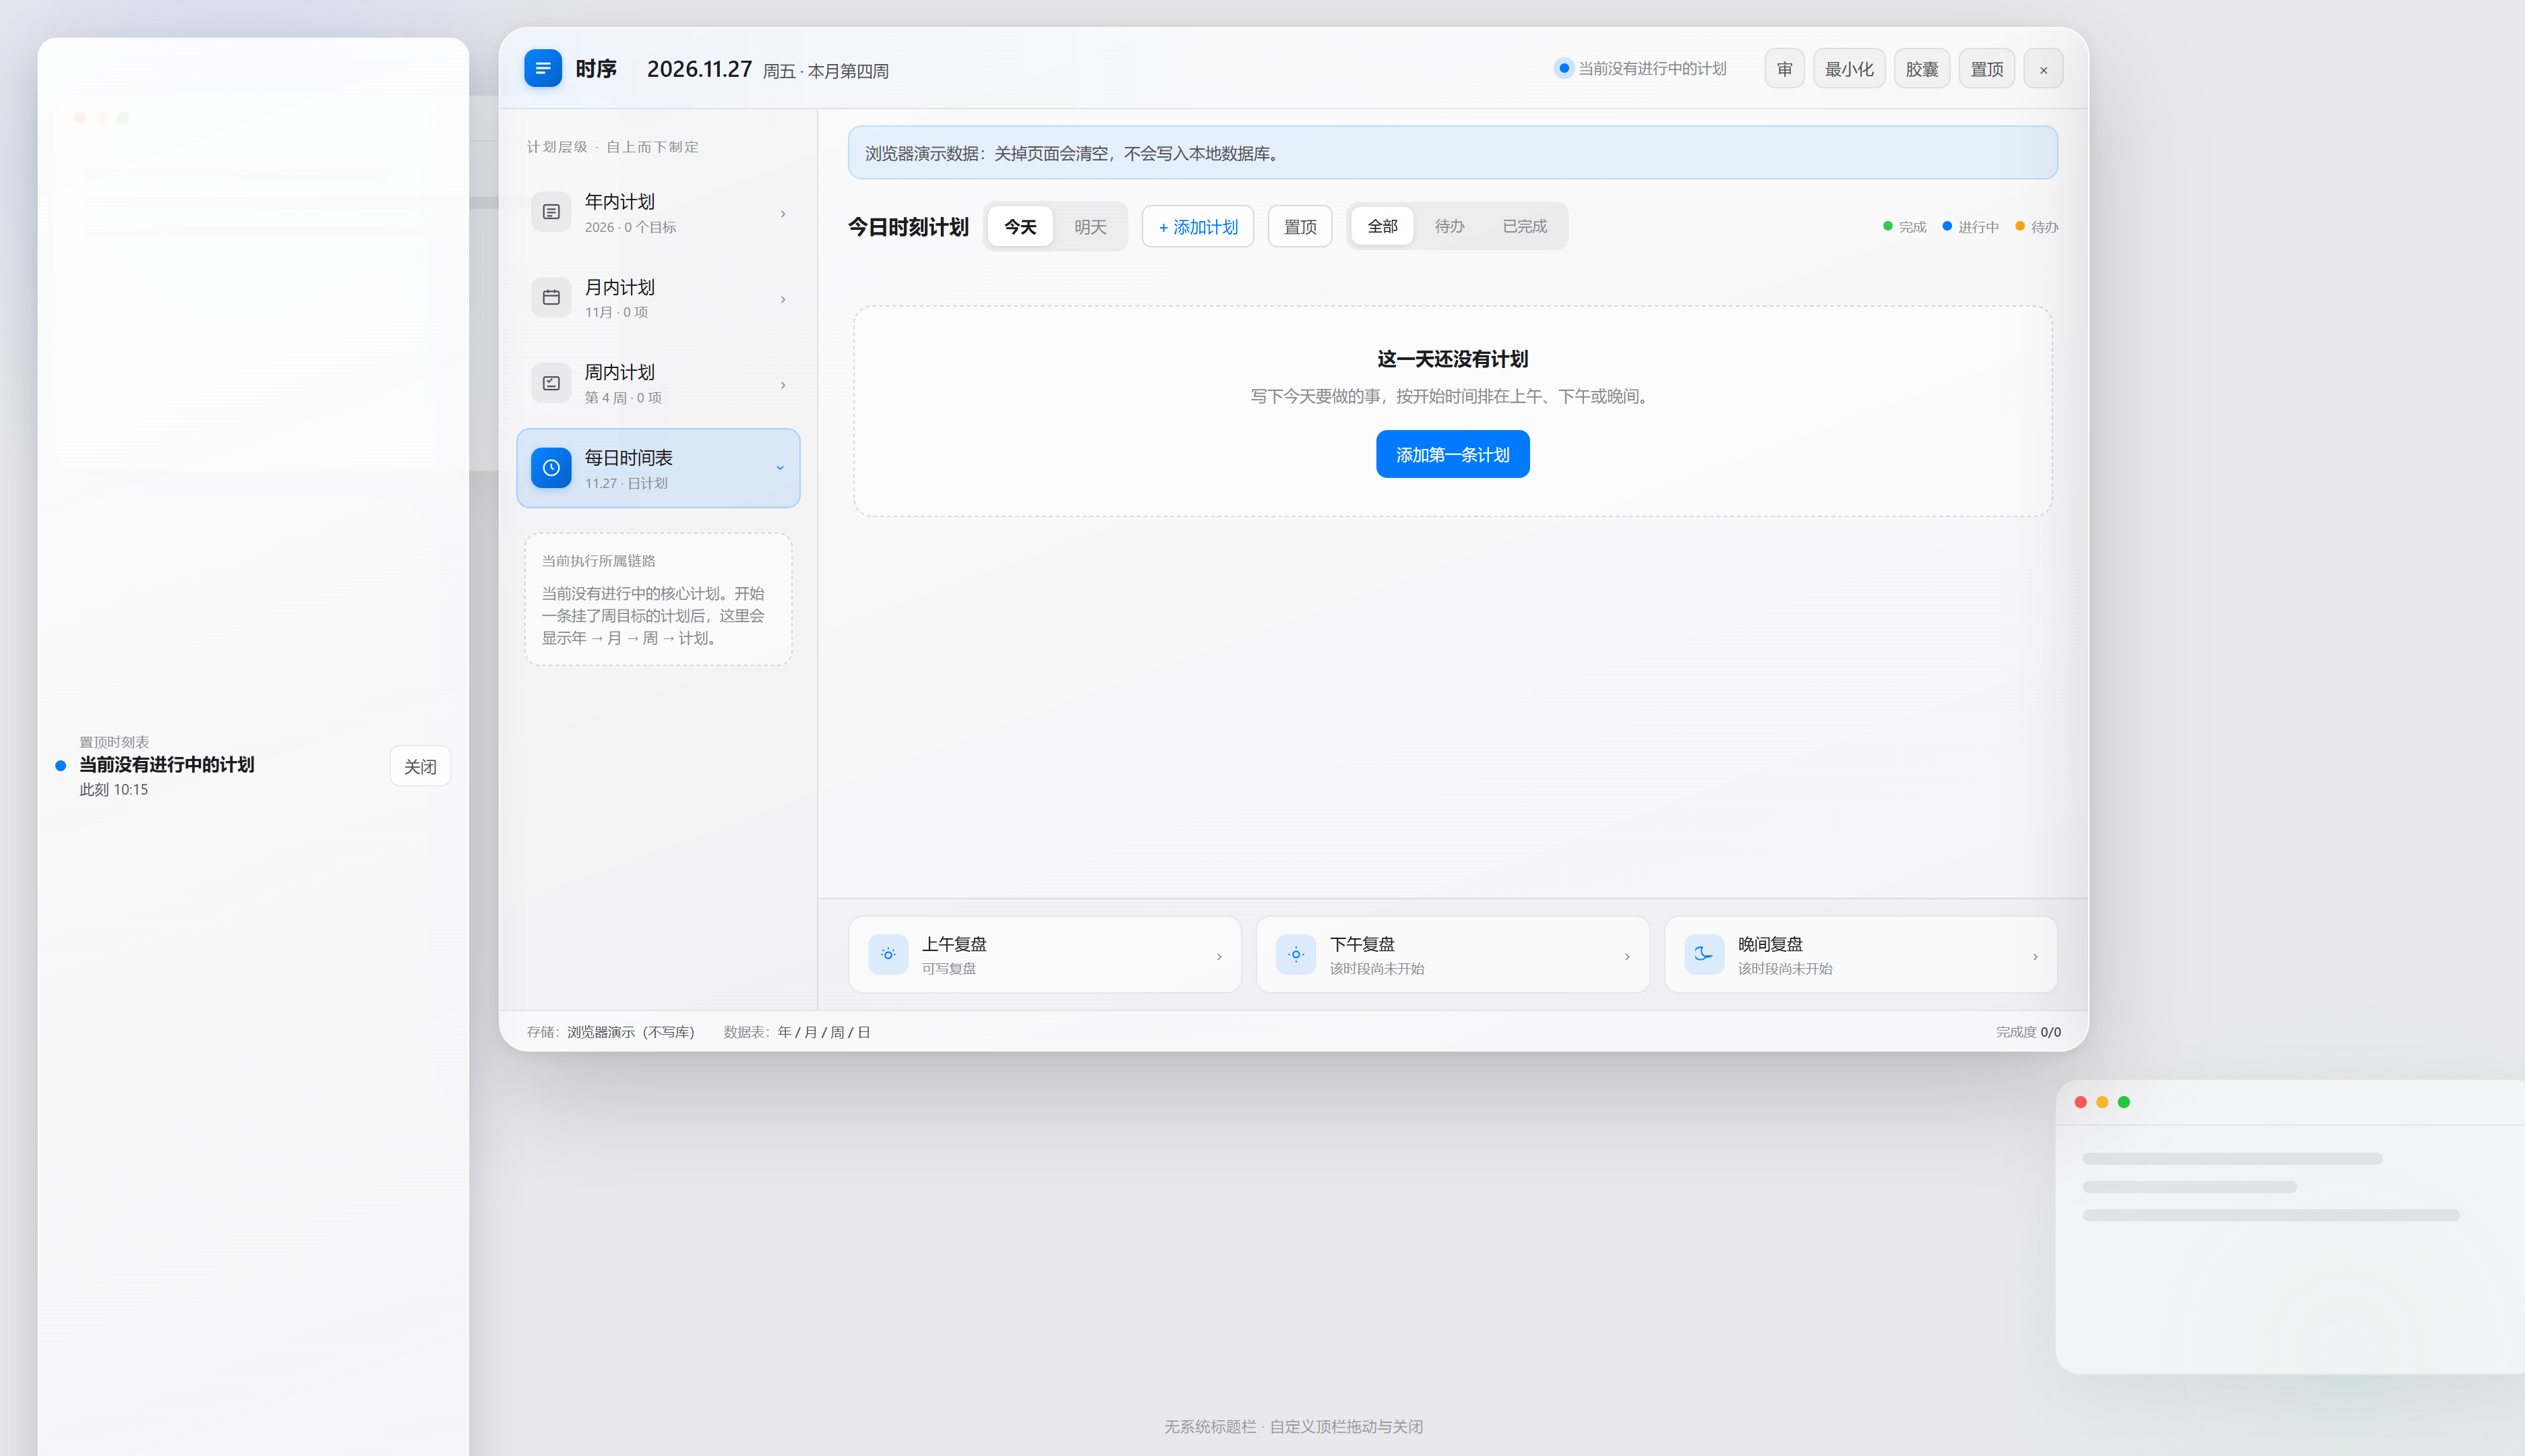 时序
2026.11.27 周五 · 本月第四周
当前没有进行中的计划
审
最小化
胶囊
置顶
×
计划层级 · 自上而下制定
年内计划
2026 · 0 个目标
月内计划
11月 · 0 项
周内计划
第 4 周 · 0 项
每日时间表
11.27 · 日计划
当前执行所属链路
当前没有进行中的核心计划。开始
一条挂了周目标的计划后，这里会
显示年 → 月 → 周 → 计划。
浏览器演示数据：关掉页面会清空，不会写入本地数据库。
今日时刻计划
今天
明天
+ 添加计划
置顶
全部
待办
已完成
完成
进行中
待办
这一天还没有计划
写下今天要做的事，按开始时间排在上午、下午或晚间。
添加第一条计划
置顶时刻表
当前没有进行中的计划
此刻 10:15
关闭
上午复盘
可写复盘
下午复盘
该时段尚未开始
晚间复盘
该时段尚未开始
存储：浏览器演示（不写库）
数据表：年 / 月 / 周 / 日
完成度 0/0
无系统标题栏 · 自定义顶栏拖动与关闭